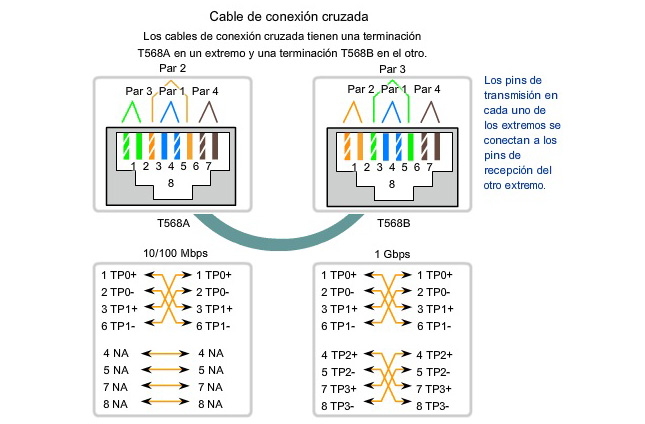 Cable de conexión cruzada
Los cables de conexión cruzada tienen una terminación
T568A en un extremo y una terminación T568B en el otro.
Par 2
Par 3 Par 1 Par 4
1 2 3 4 5 6 7
8
T568A
Par 3
Par 2 Par 1 Par 4
1 2 3 4 5 6 7
8
T568B
Los pins de
transmisión en
cada uno de
los extremos se
conectan a los
pins de
recepción del
otro extremo.
10/100 Mbps
1 TP0+ 1 TP0+
2 TP0- 2 TP0-
3 TP1+ 3 TP1+
6 TP1- 6 TP1-
4 NA 4 NA
5 NA 5 NA
7 NA 7 NA
8 NA 8 NA
1 Gbps
1 TP0+ 1 TP0+
2 TP0- 2 TP0-
3 TP1+ 3 TP1+
6 TP1- 6 TP1-
4 TP2+ 4 TP2+
5 TP2- 5 TP2-
7 TP3+ 7 TP3+
8 TP3- 8 TP3-